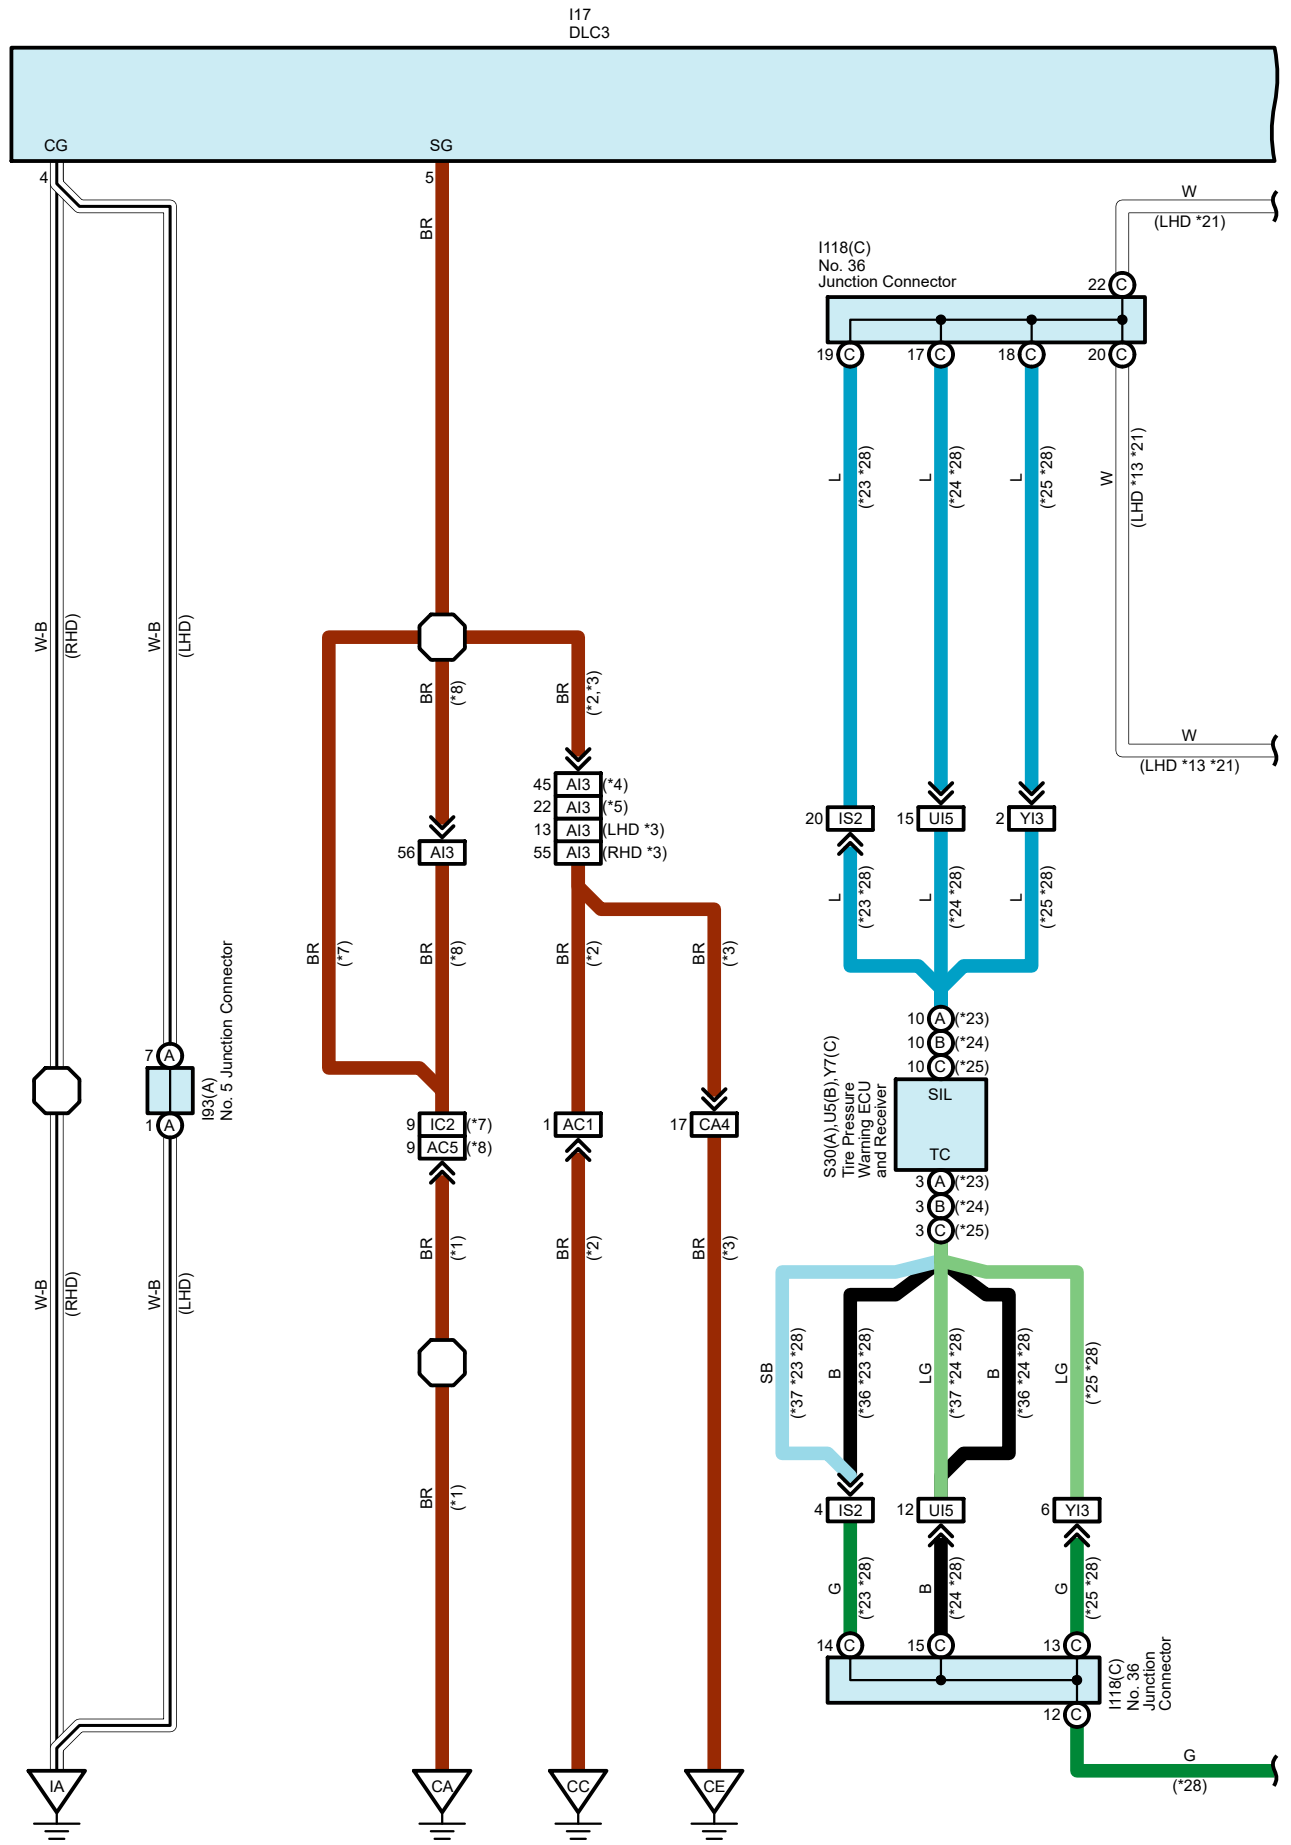 I17
DLC3
CG
SG
4
5
BR
W
(LHD *21)
I118(C)
No. 36
Junction Connector
22 C
19 C
17 C
18 C
20 C
L
(*23 *28)
L
(*24 *28)
L
(*25 *28)
W
(LHD *13 *21)
W-B
(RHD)
W-B
(LHD)
BR
(*8)
BR
(*2,*3)
W
(LHD *13 *21)
45 AI3 (*4)
22 AI3 (*5)
13 AI3 (LHD *3)
55 AI3 (RHD *3)
56 AI3
20 IS2
15 UI5
2 YI3
L
(*23 *28)
L
(*24 *28)
L
(*25 *28)
BR
(*7)
BR
(*8)
BR
(*2)
BR
(*3)
10 A (*23)
10 B (*24)
10 C (*25)
7 A
I93(A)
No. 5 Junction Connector
1 A
S30(A),U5(B),Y7(C)
Tire Pressure
Warning ECU
and Receiver
SIL
TC
9 IC2 (*7)
9 AC5 (*8)
1 AC1
17 CA4
3 A (*23)
3 B (*24)
3 C (*25)
W-B
(RHD)
W-B
(LHD)
BR
(*1)
BR
(*2)
BR
(*3)
SB
(*37 *23 *28)
B
(*36 *23 *28)
LG
(*37 *24 *28)
B
(*36 *24 *28)
LG
(*25 *28)
BR
(*1)
4 IS2
12 UI5
6 YI3
G
(*23 *28)
B
(*24 *28)
G
(*25 *28)
14 C
15 C
13 C
I118(C)
No. 36
Junction
Connector
12 C
G
(*28)
IA
CA
CC
CE